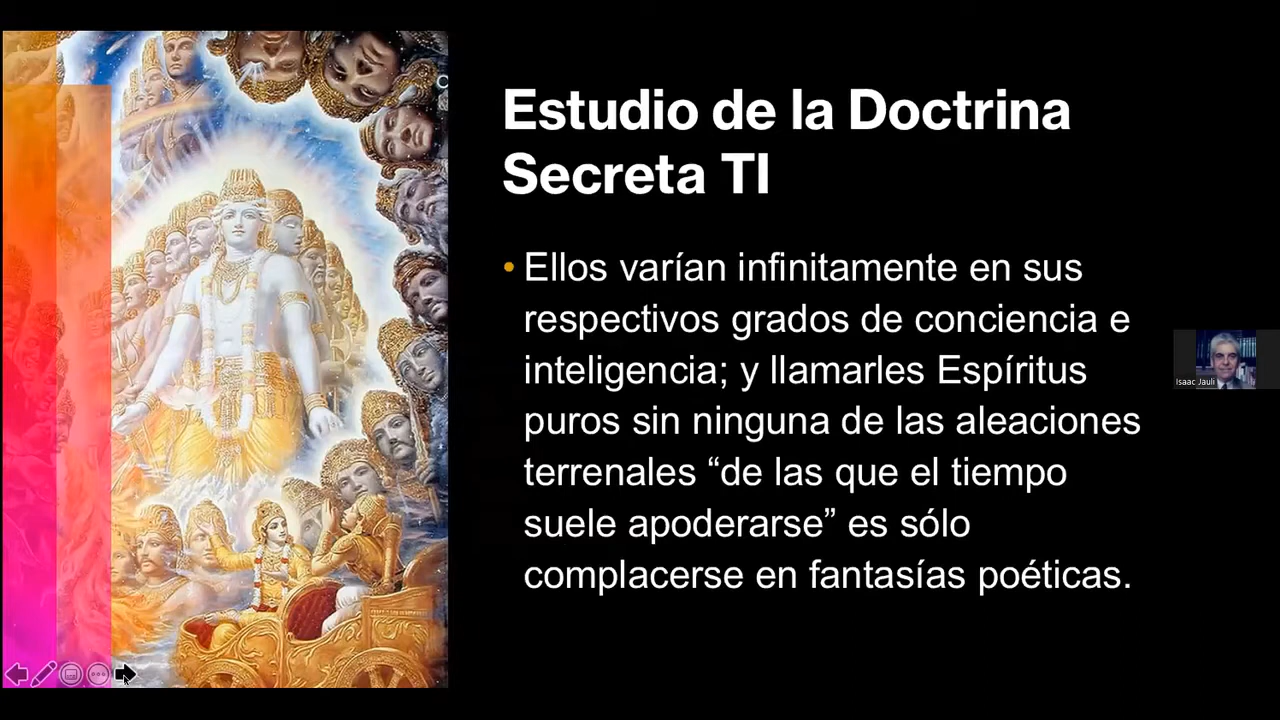 Estudio de la Doctrina
Secreta TI
• Ellos varían infinitamente en sus
respectivos grados de conciencia e
inteligencia; y llamarles Espíritus
puros sin ninguna de las aleaciones
terrenales “de las que el tiempo
suele apoderarse” es sólo
complacerse en fantasías poéticas.
Isaac Jauli